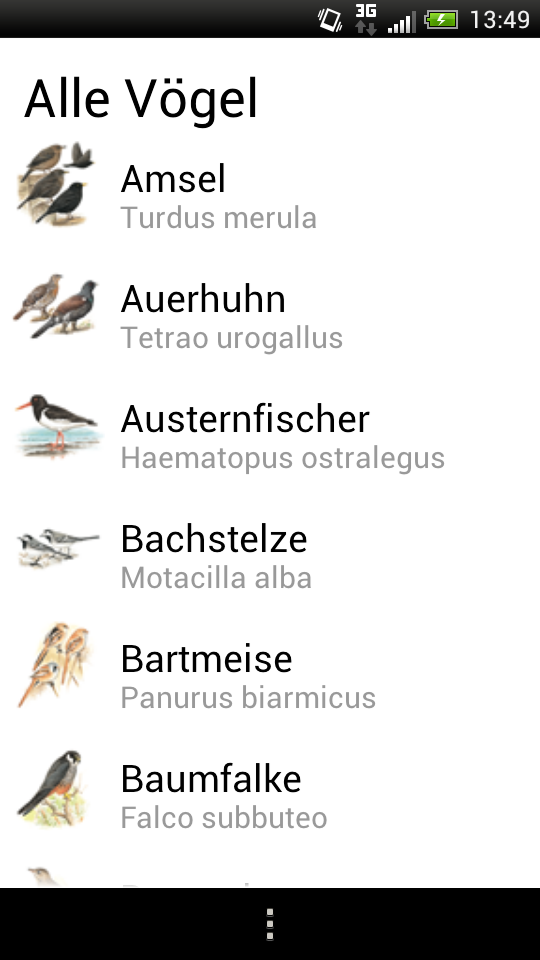 3G
13:49
Alle Vögel
Amsel
Turdus merula
Auerhuhn
Tetrao urogallus
Austernfischer
Haematopus ostralegus
Bachstelze
Motacilla alba
Bartmeise
Panurus biarmicus
Baumfalke
Falco subbuteo